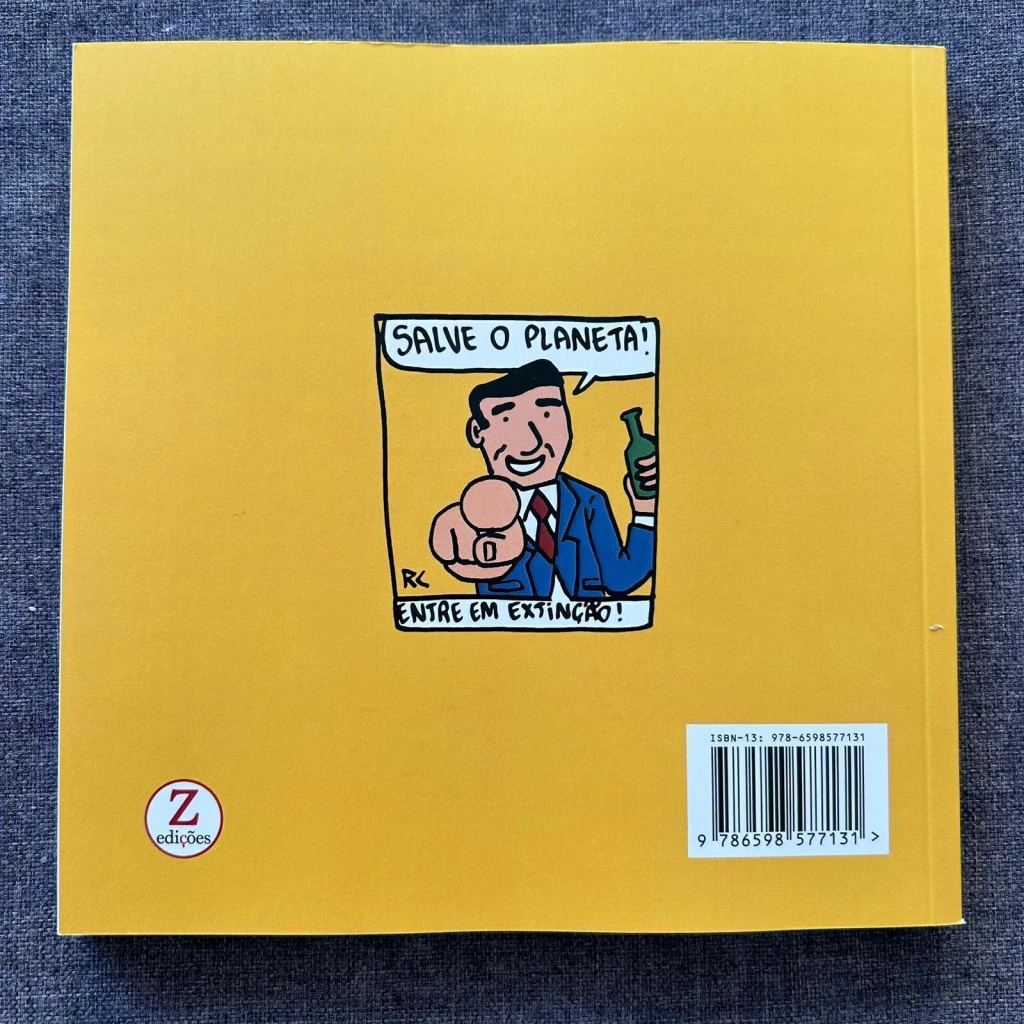 SALVE O PLANETA!
RC
ENTRE EM EXTINÇÃO!
ISBN-13: 978-6598577131
9 786598 577131 >
Z
edições